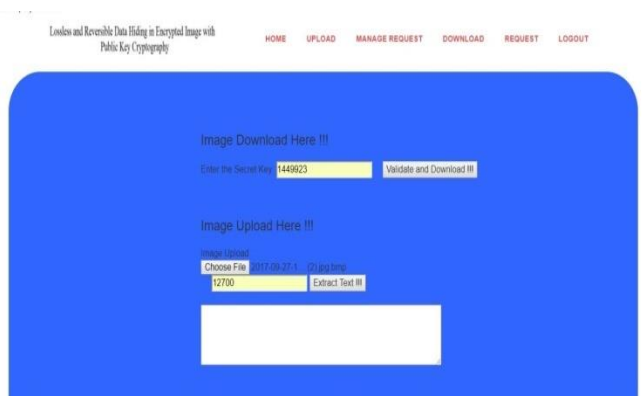 Lossless and Reversible Data Hiding in Encrypted Image with
Public Key Cryptography
HOME UPLOAD MANAGE REQUEST DOWNLOAD REQUEST LOGOUT
Image Download Here !!!
Enter the Secret Key 1449923 Validate and Download !!!
Image Upload Here !!!
Image Upload
Choose File 2017-09-27-1... (2).jpg.bmp
12700 Extract Text !!!